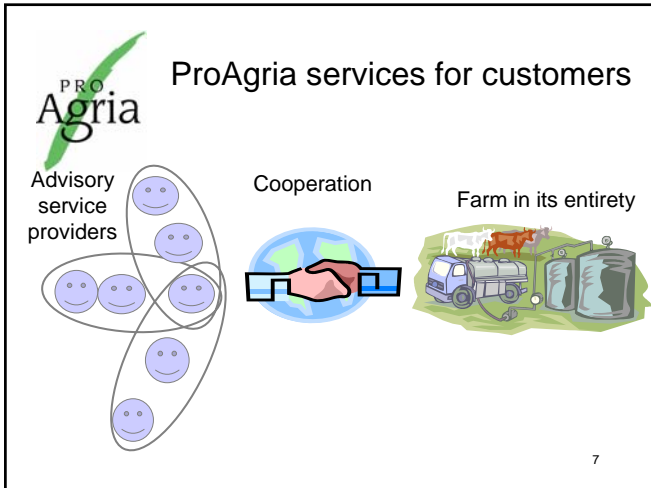 PRO
Agria
ProAgria services for customers
Advisory
service
providers
Cooperation
Farm in its entirety
7